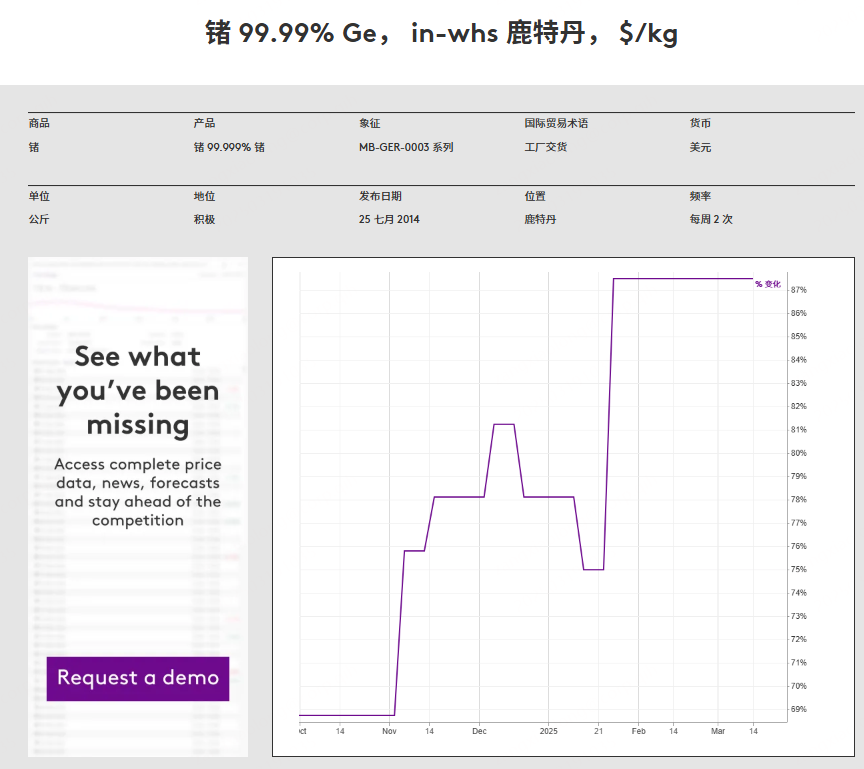 锗 99.99% Ge， in-whs 鹿特丹， $/kg
商品 产品 象征 国际贸易术语 货币
锗 锗 99.999% 锗 MB-GER-0003 系列 工厂交货 美元
单位 地位 发布日期 位置 频率
公斤 积极 25 七月 2014 鹿特丹 每周 2 次
See what
you've been
missing
Access complete price
data, news, forecasts
and stay ahead of the
competition
Request a demo
% 变化
87%
86%
85%
84%
83%
82%
81%
80%
79%
78%
77%
76%
75%
74%
73%
72%
71%
70%
69%
ct 14 Nov 14 Dec 2025 21 Feb 14 Mar 14